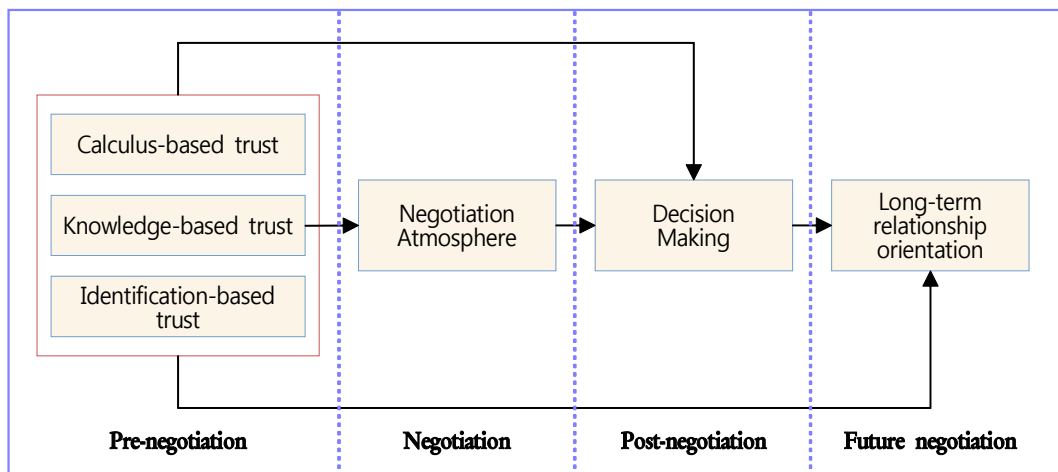 Calculus-based trust
Knowledge-based trust
Identification-based
trust
Negotiation
Atmosphere
Decision
Making
Long-term
relationship
orientation
Pre-negotiation
Negotiation
Post-negotiation
Future negotiation